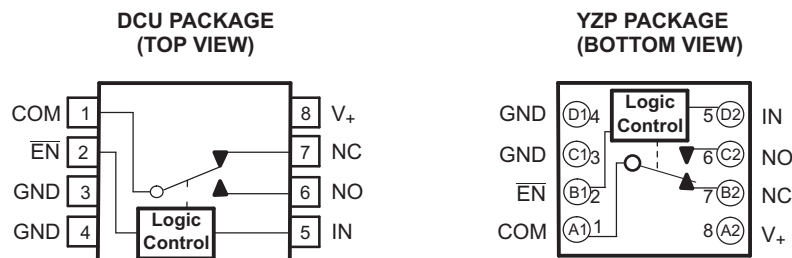 DCU PACKAGE
(TOP VIEW)
COM 1
8 V+
E̅N̅ 2
7 NC
GND 3
6 NO
GND 4
5 IN
Logic
Control
YZP PACKAGE
(BOTTOM VIEW)
GND D1 4
5 D2 IN
GND C1 3
6 C2 NO
E̅N̅ B1 2
7 B2 NC
COM A1 1
8 A2 V+
Logic
Control